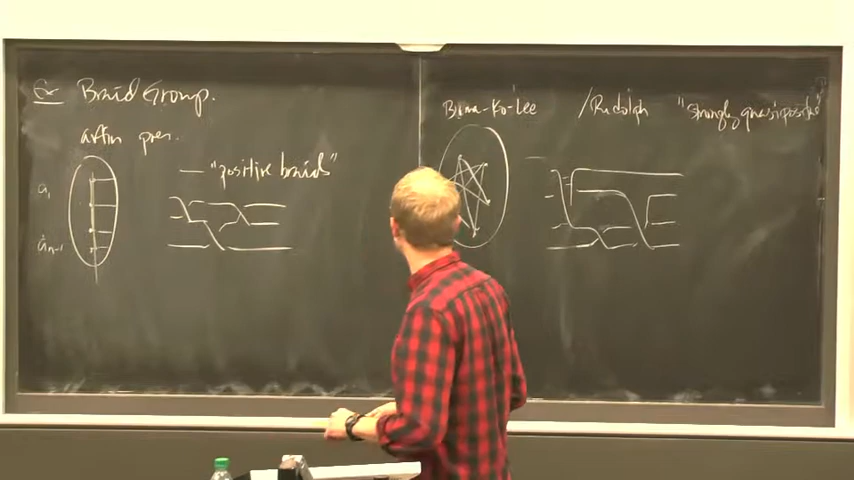 Ex Braid Group.
artin pres.
— "positive braids"
a₁
aₙ₋₁
Birman-Ko-Lee /Rudolph "strongly quasipositive